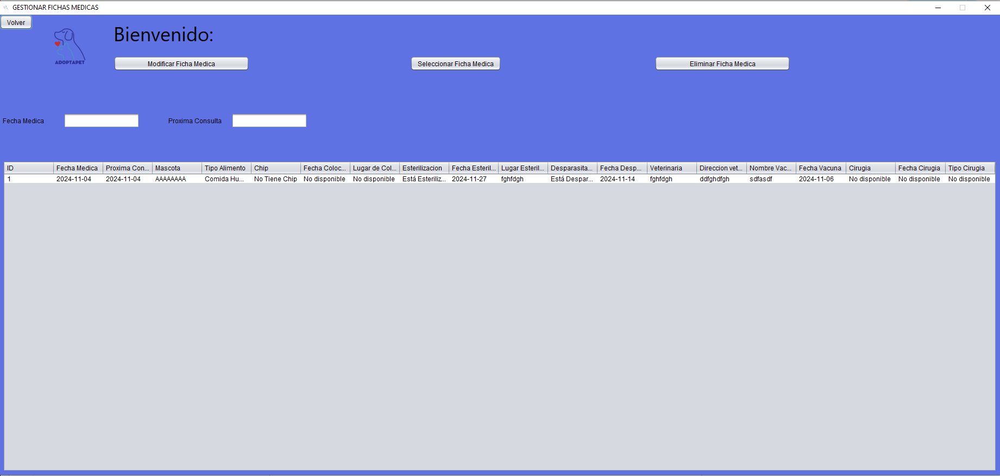 GESTIONAR FICHAS MEDICAS
Volver
ADOPTAPET
Bienvenido:
Modificar Ficha Medica
Seleccionar Ficha Medica
Eliminar Ficha Medica
Fecha Medica
Proxima Consulta
ID Fecha Medica Proxima Con... Mascota Tipo Alimento Chip Fecha Coloc... Lugar de Col... Esterilizacion Fecha Esteril... Lugar Esteril... Desparasita... Fecha Desp... Veterinaria Direccion vet... Nombre Vac... Fecha Vacuna Cirugia Fecha Cirugia Tipo Cirugia
1 2024-11-04 2024-11-04 AAAAAAAA Comida Hu... No Tiene Chip No disponible No disponible Está Esteriliz... 2024-11-27 fghfdgh Está Despar... 2024-11-14 fghfdgh ddfghdfgh sdfasdf 2024-11-06 No disponible No disponible No disponible